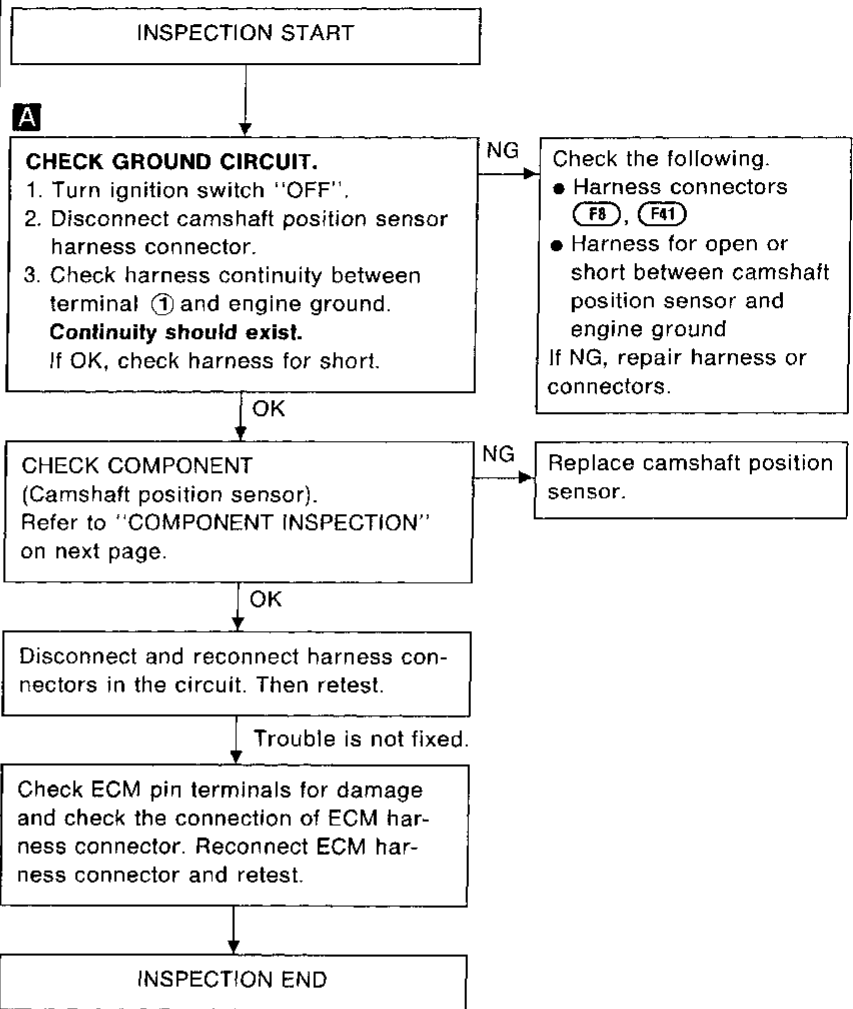 INSPECTION START
A
CHECK GROUND CIRCUIT.
1. Turn ignition switch "OFF".
2. Disconnect camshaft position sensor
harness connector.
3. Check harness continuity between
terminal ① and engine ground.
Continuity should exist.
If OK, check harness for short.
NG
Check the following.
● Harness connectors
F8, F41
● Harness for open or
short between camshaft
position sensor and
engine ground
If NG, repair harness or
connectors.
OK
CHECK COMPONENT
(Camshaft position sensor).
Refer to "COMPONENT INSPECTION"
on next page.
NG
Replace camshaft position
sensor.
OK
Disconnect and reconnect harness con-
nectors in the circuit. Then retest.
Trouble is not fixed.
Check ECM pin terminals for damage
and check the connection of ECM har-
ness connector. Reconnect ECM har-
ness connector and retest.
INSPECTION END